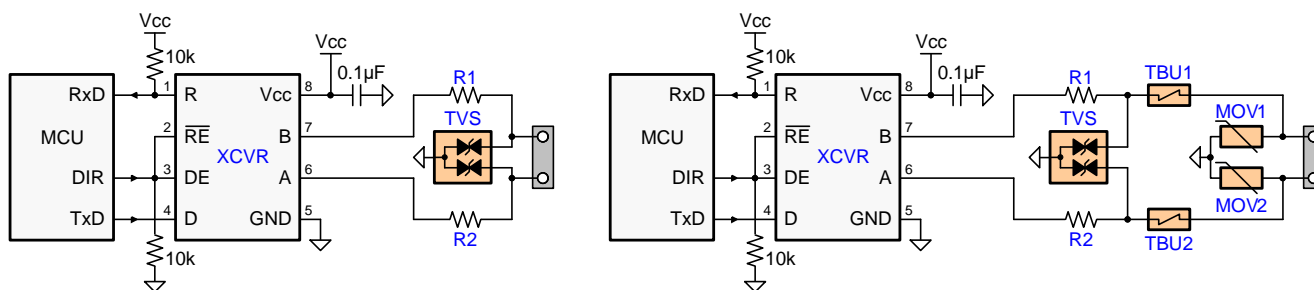 Vcc
10k
Vcc
0.1µF
RxD
1
R
Vcc
8
R1
MCU
2
RE
B
7
TVS
XCVR
DIR
3
DE
A
6
TxD
4
D
GND
5
R2
10k
Vcc
10k
Vcc
0.1µF
RxD
1
R
Vcc
8
R1
TBU1
MCU
2
RE
B
7
TVS
MOV1
XCVR
DIR
3
DE
A
6
MOV2
TxD
4
D
GND
5
R2
TBU2
10k